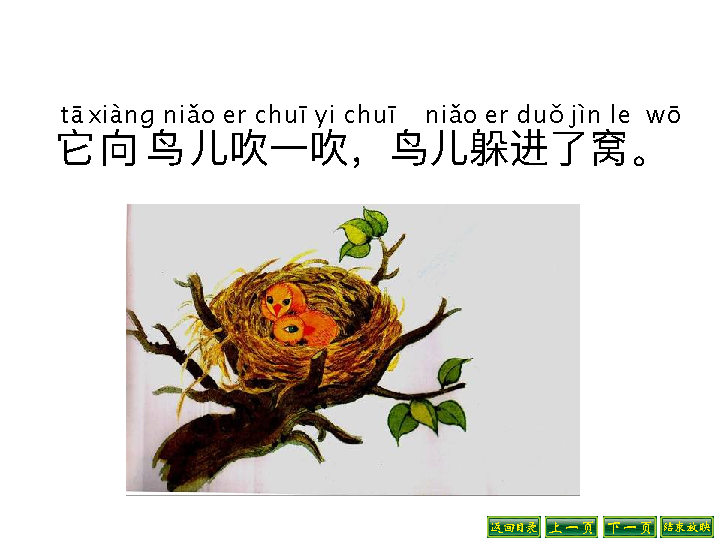 tā xiàng niǎo er chuī yi chuī niǎo er duǒ jìn le wō
它向鸟儿吹一吹，鸟儿躲进了窝。
返回目录 上一页 下一页 结束放映